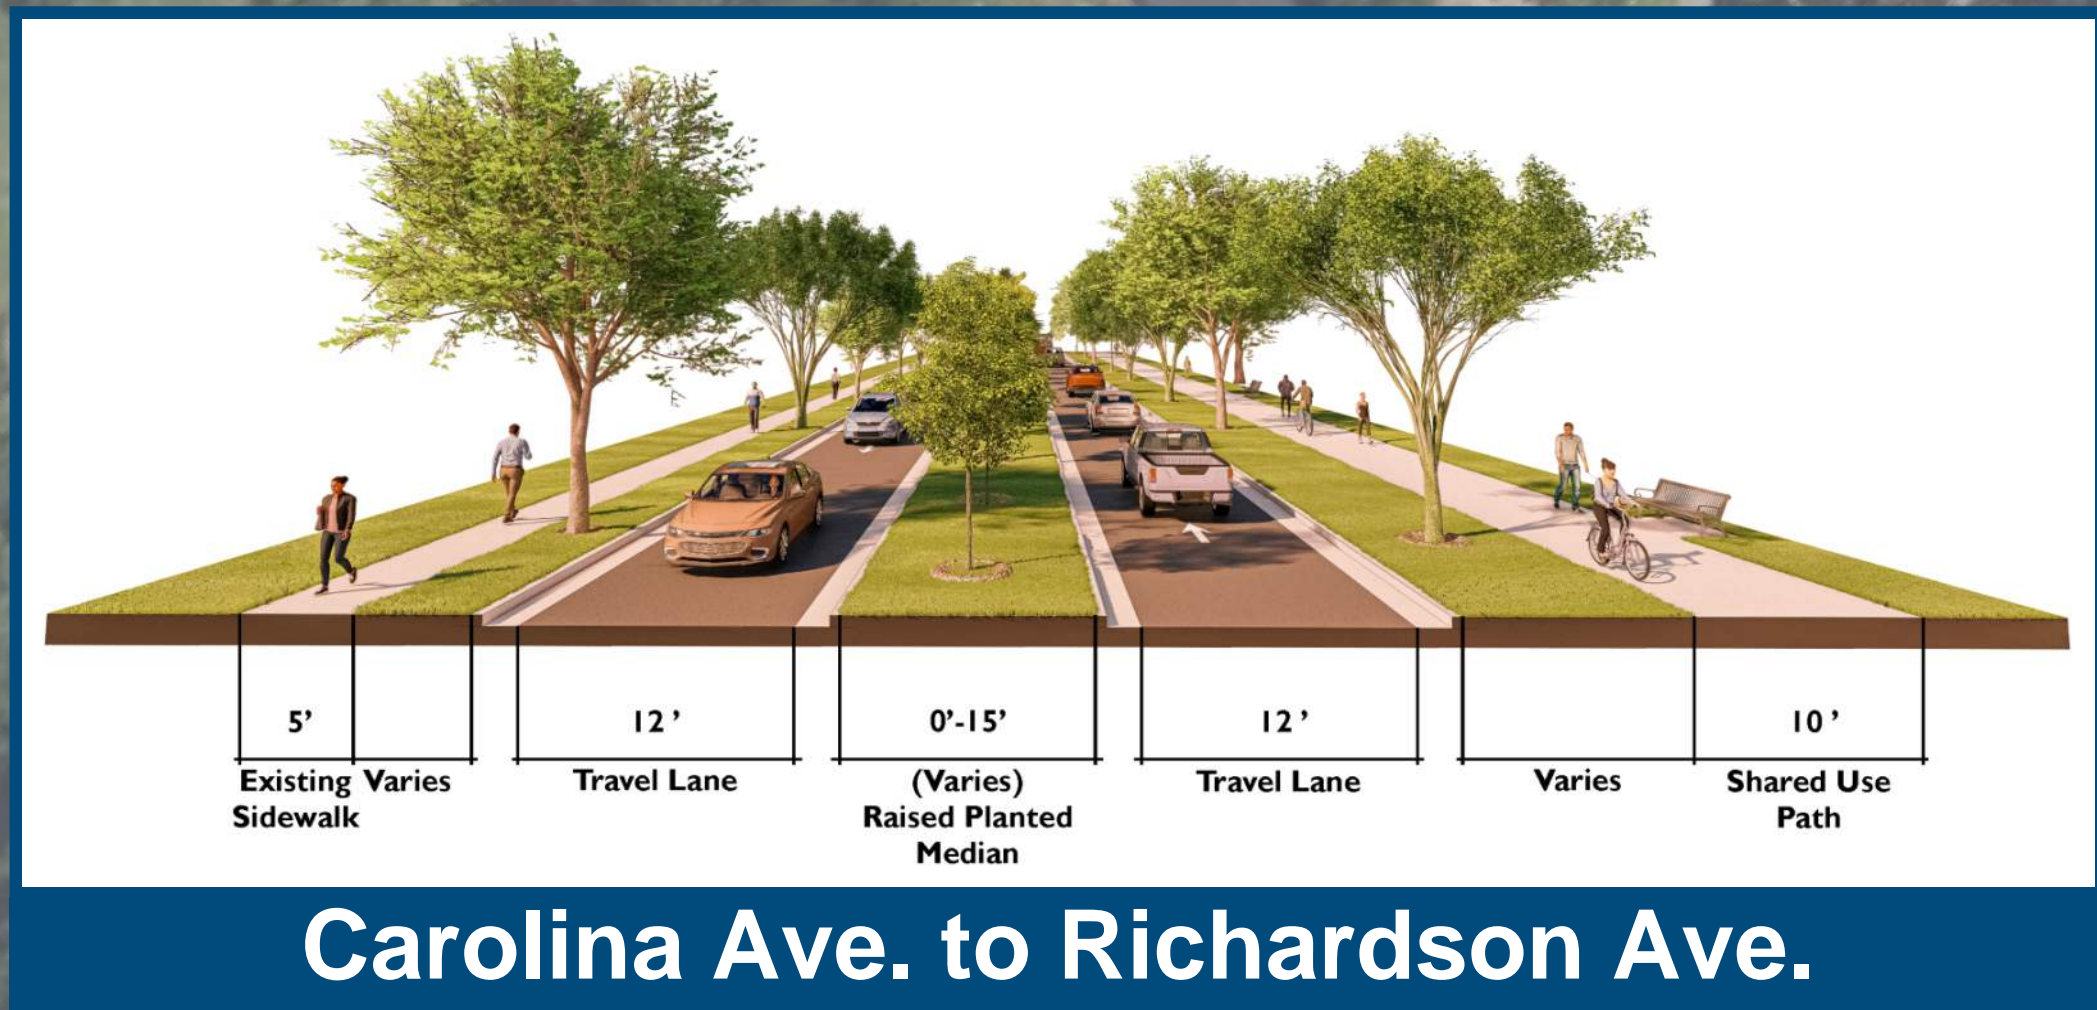 5’
12 ’
0’-15’
12 ’
10 ’
Existing Varies
Sidewalk
Travel Lane
(Varies)
Raised Planted
Median
Travel Lane
Varies
Shared Use
Path
Carolina Ave. to Richardson Ave.